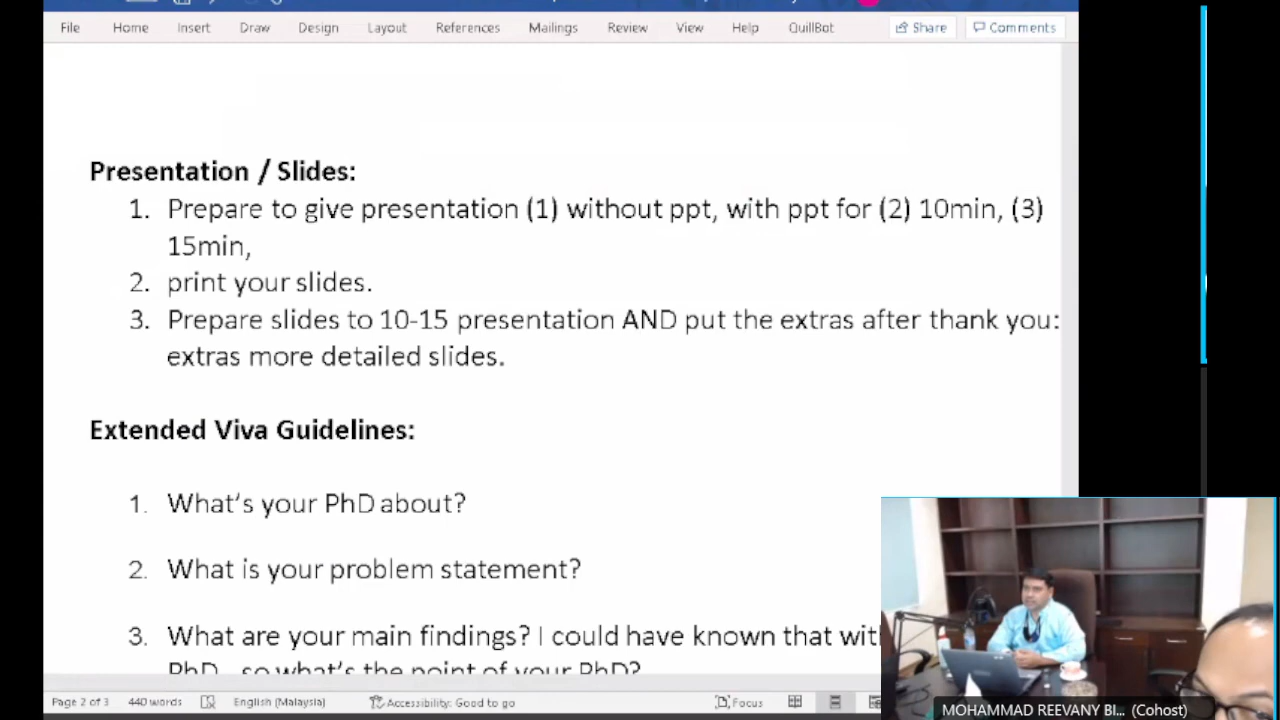 File Home Insert Draw Design Layout References Mailings Review View Help QuillBot Share Comments
Presentation / Slides:
1. Prepare to give presentation (1) without ppt, with ppt for (2) 10min, (3)
15min,
2. print your slides.
3. Prepare slides to 10-15 presentation AND put the extras after thank you:
extras more detailed slides.
Extended Viva Guidelines:
1. What's your PhD about?
2. What is your problem statement?
3. What are your main findings? I could have known that
PhD so what's the point of your PhD?
Page 2 of 3 440 words English (Malaysia) Accessibility: Good to go Focus
MOHAMMAD REEVANY BI... (Cohost)